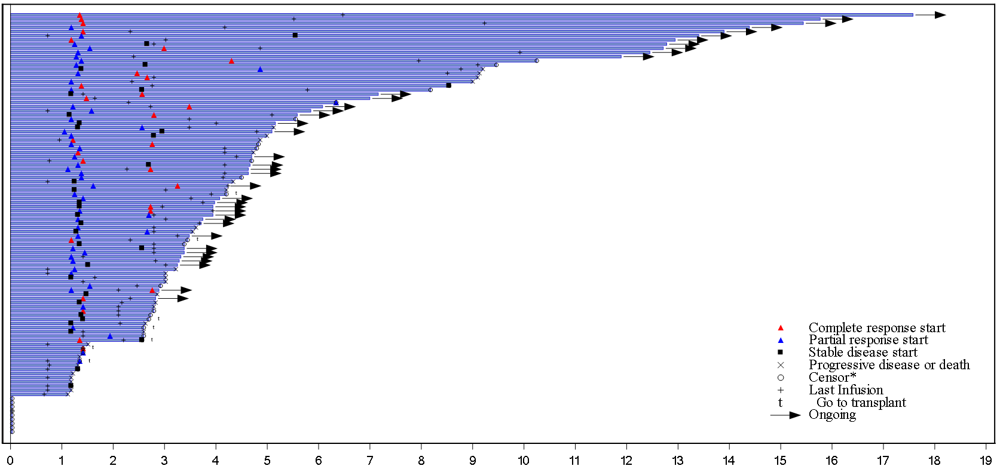 t
t
t
t
t
t
t
Complete response start
Partial response start
Stable disease start
Progressive disease or death
Censor*
Last Infusion
t Go to transplant
Ongoing
0 1 2 3 4 5 6 7 8 9 10 11 12 13 14 15 16 17 18 19